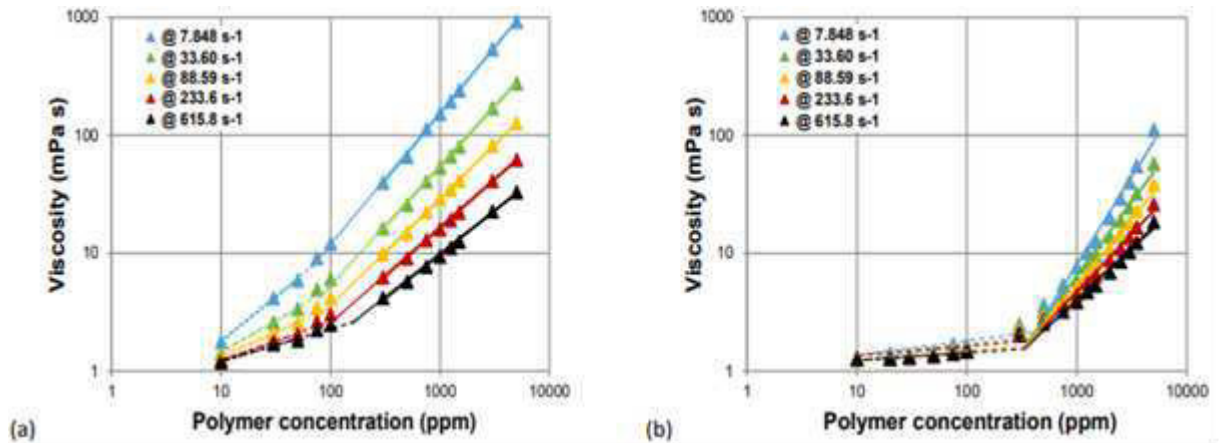 1000
100
10
1
Viscosity (mPa s)
@ 7.848 s-1
@ 33.60 s-1
@ 88.59 s-1
@ 233.6 s-1
@ 615.8 s-1
1 10 100 1000 10000
Polymer concentration (ppm)
(a)
1000
100
10
1
Viscosity (mPa s)
@ 7.848 s-1
@ 33.60 s-1
@ 88.59 s-1
@ 233.6 s-1
@ 615.8 s-1
1 10 100 1000 10000
Polymer concentration (ppm)
(b)